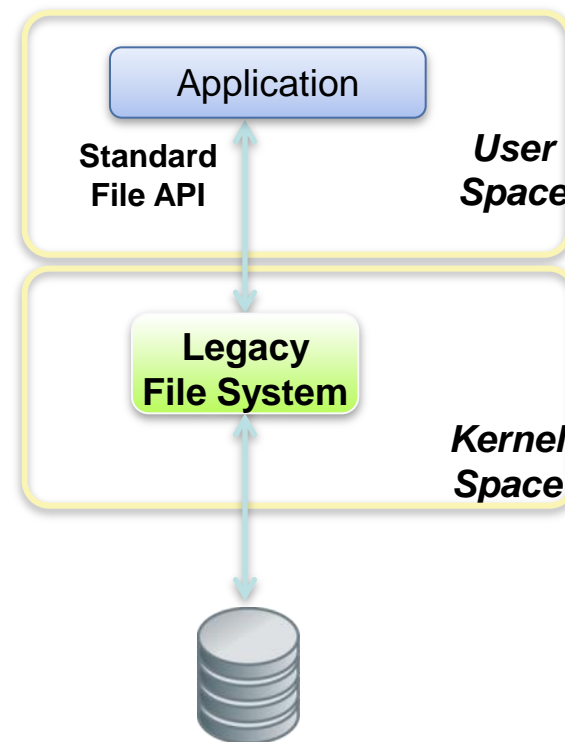 Application
Standard
File API
User
Space
Legacy
File System
Kernel
Space